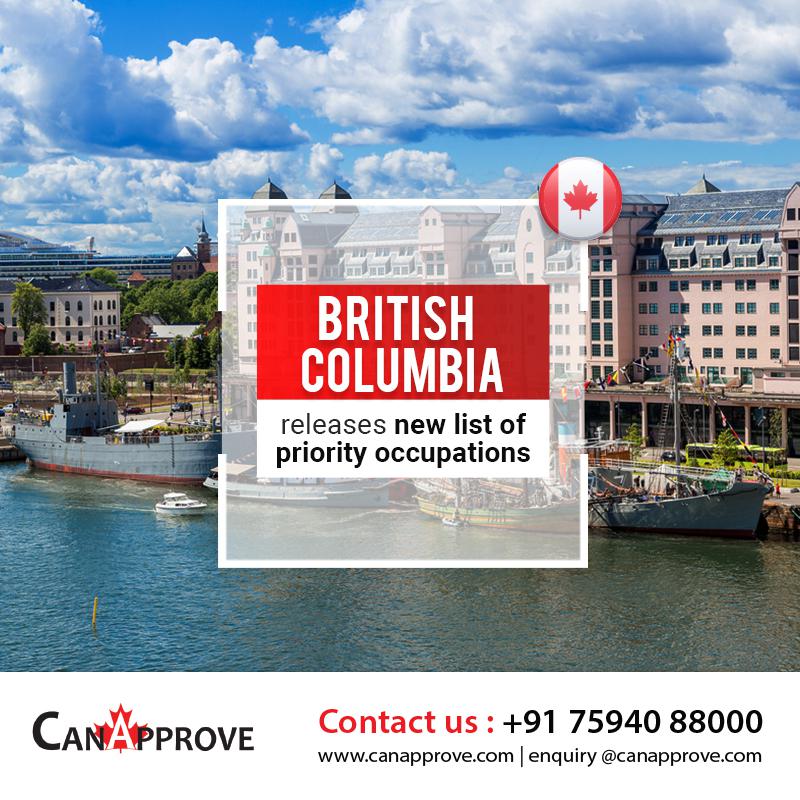 BRITISH
COLUMBIA
releases new list of
priority occupations
CANAPPROVE
Contact us : +91 75940 88000
www.canapprove.com | enquiry @canapprove.com